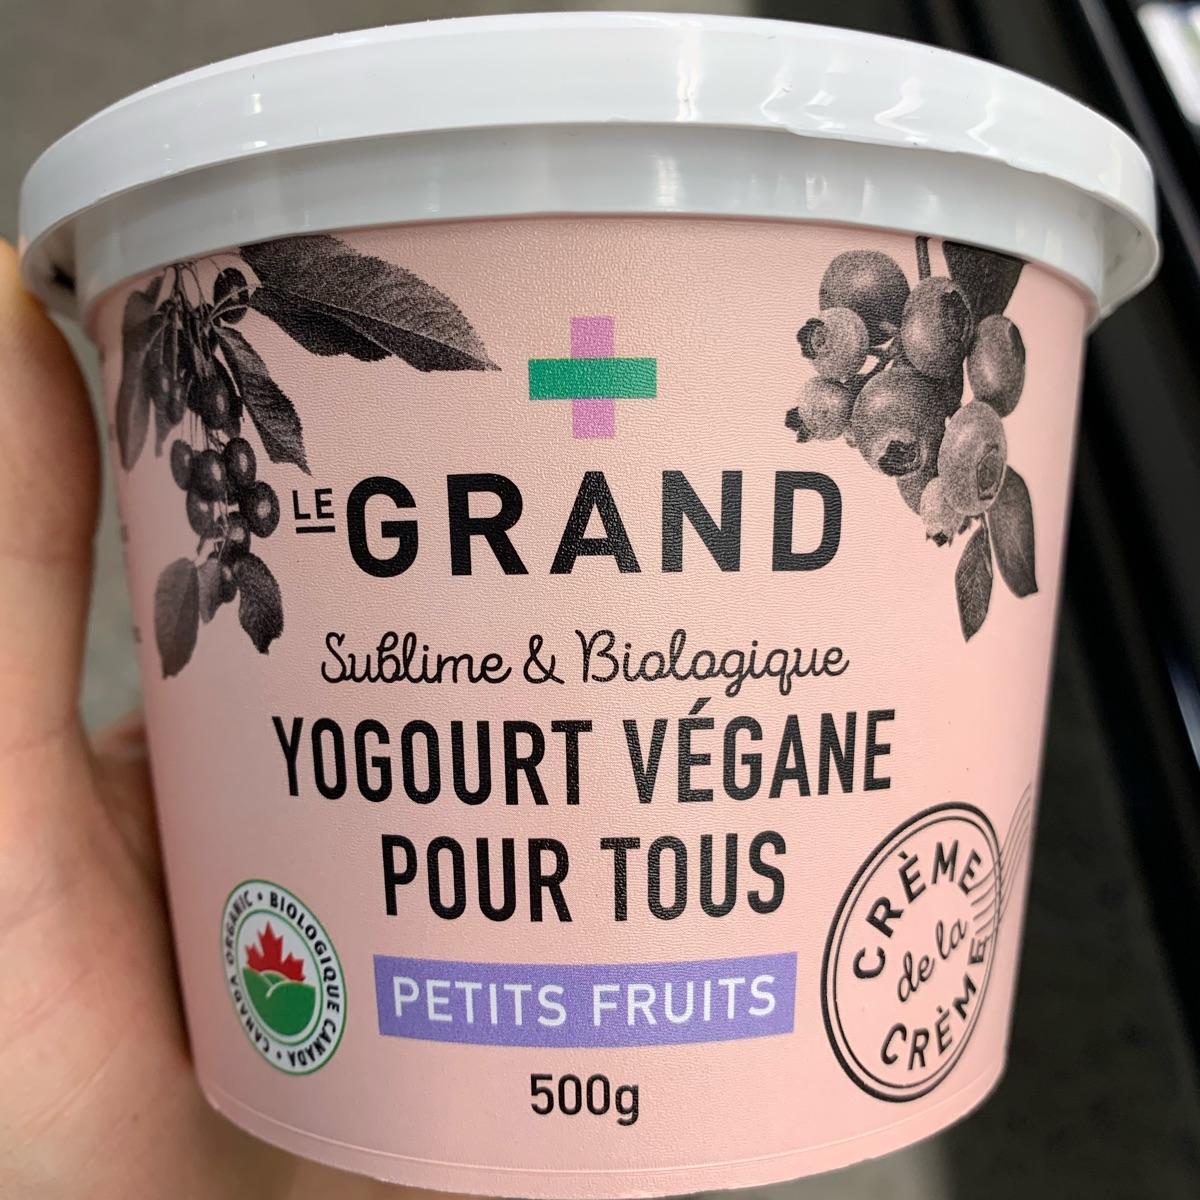 LE GRAND
Sublime & Biologique
YOGOURT VÉGANE
POUR TOUS
PETITS FRUITS
500g
CANADA ORGANIC • BIOLOGIQUE CANADA •
CRÈME
de la
CRÈME